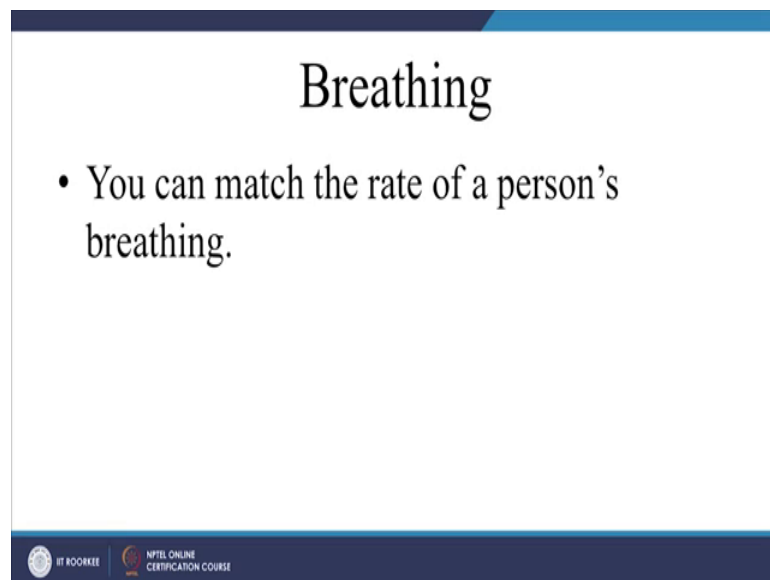 Breathing
• You can match the rate of a person’s
breathing.
IIT ROORKEE
NPTEL ONLINE
CERTIFICATION COURSE